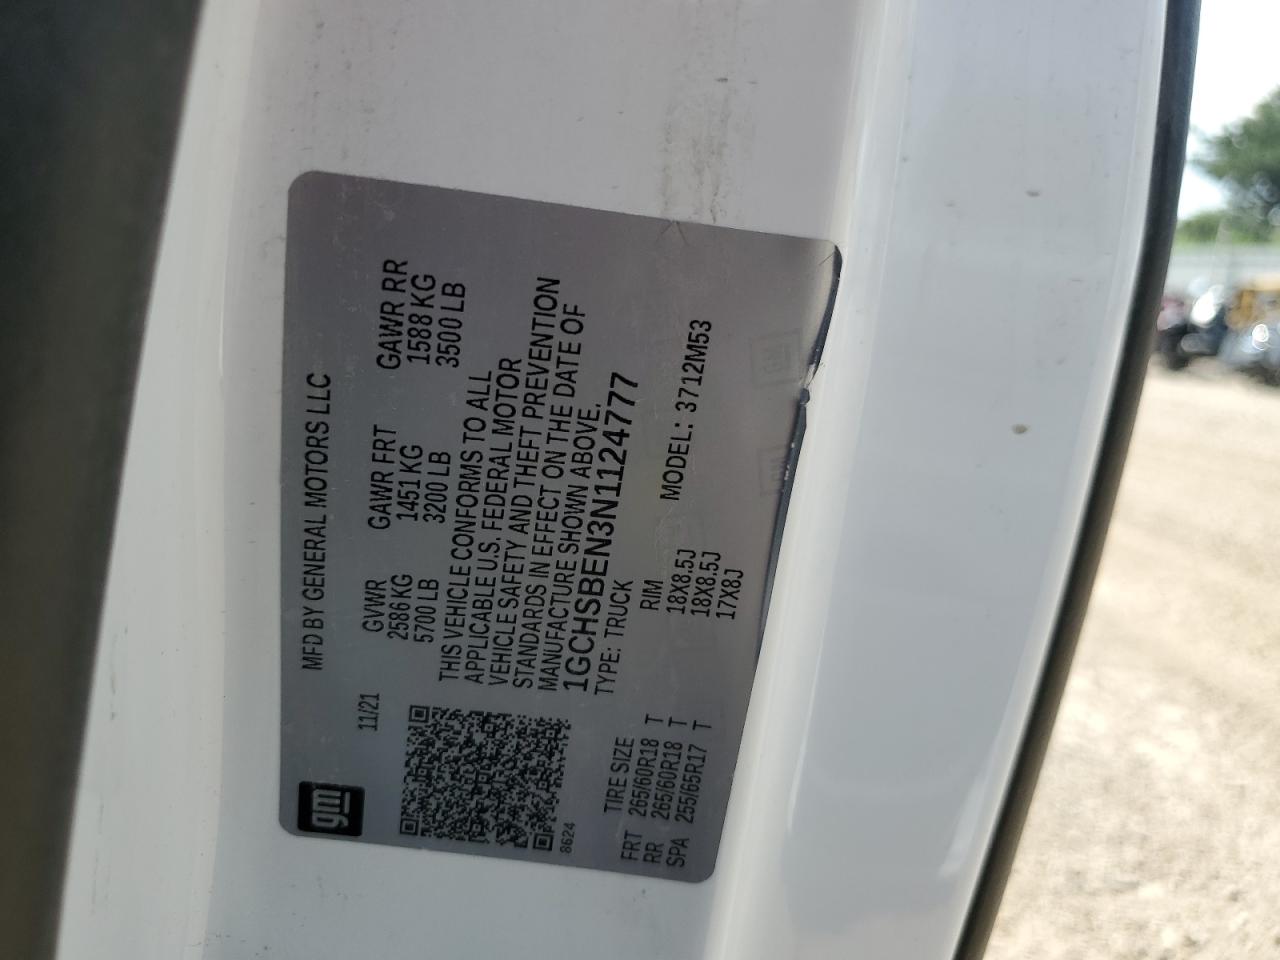 MFD BY GENERAL MOTORS LLC
11/21
GVWR GAWR FRT GAWR RR
2586 KG 1451 KG 1588 KG
5700 LB 3200 LB 3500 LB
THIS VEHICLE CONFORMS TO ALL
APPLICABLE U.S. FEDERAL MOTOR
VEHICLE SAFETY AND THEFT PREVENTION
STANDARDS IN EFFECT ON THE DATE OF
MANUFACTURE SHOWN ABOVE.
1GCHSBEN3N1124777
TYPE: TRUCK
MODEL: 3712M53
gm
8624
TIRE SIZE RIM
FRT 265/60R18 T 18X8.5J
RR 265/60R18 T 18X8.5J
SPA 255/65R17 T 17X8J